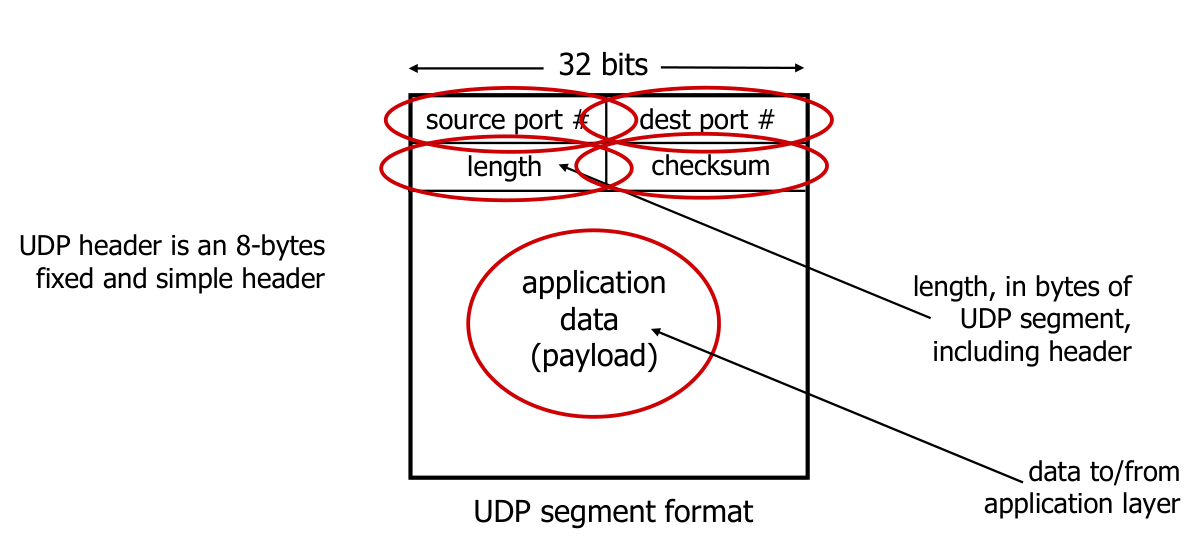 32 bits
source port #
dest port #
length
checksum
UDP header is an 8-bytes
fixed and simple header
application
data
(payload)
length, in bytes of
UDP segment,
including header
data to/from
application layer
UDP segment format